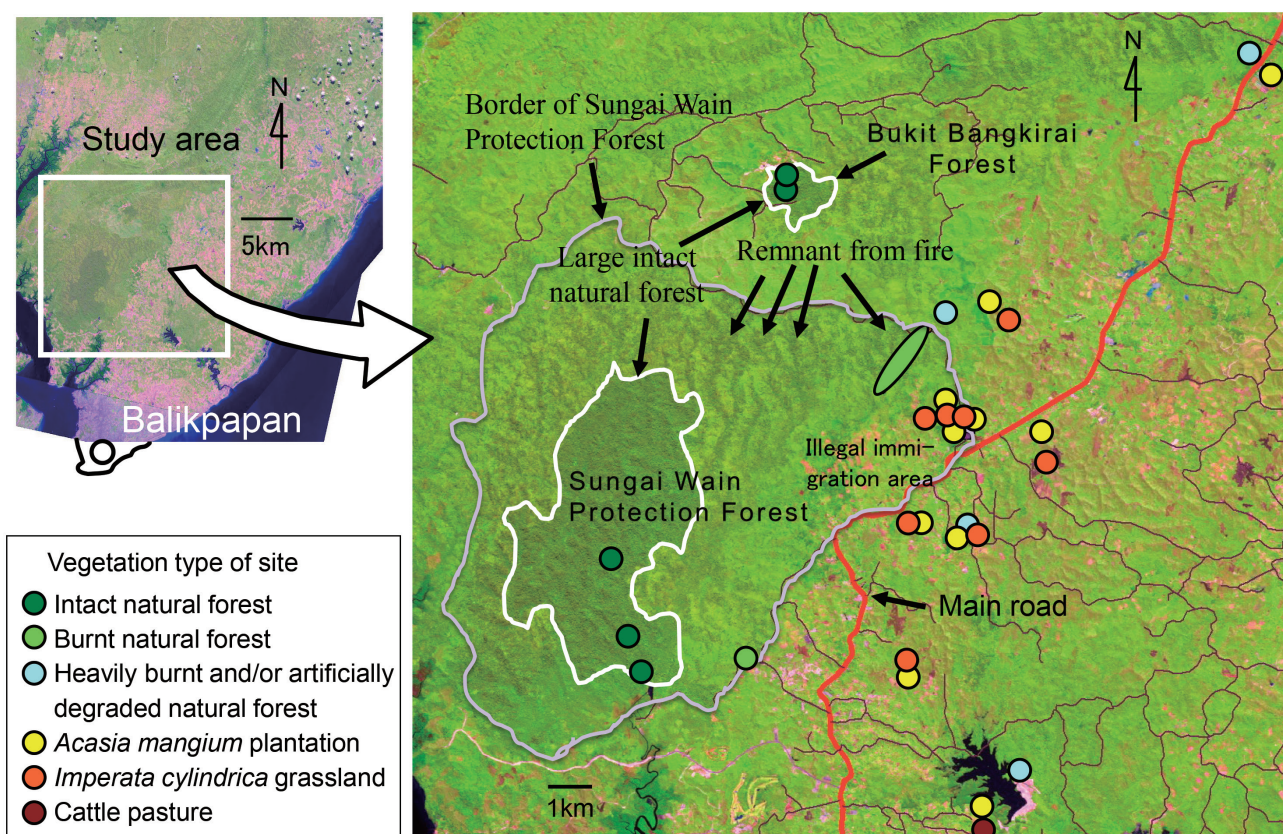 N
Study area
5km
Balikpapan
Vegetation type of site
Intact natural forest
Burnt natural forest
Heavily burnt and/or artificially
degraded natural forest
Acasia mangium plantation
Imperata cylindrica grassland
Cattle pasture
N
Border of Sungai Wain
Protection Forest
Bukit Bangkirai
Forest
Large intact
natural forest
Remnant from fire
Illegal immi-
gration area
Sungai Wain
Protection Forest
Main road
1km